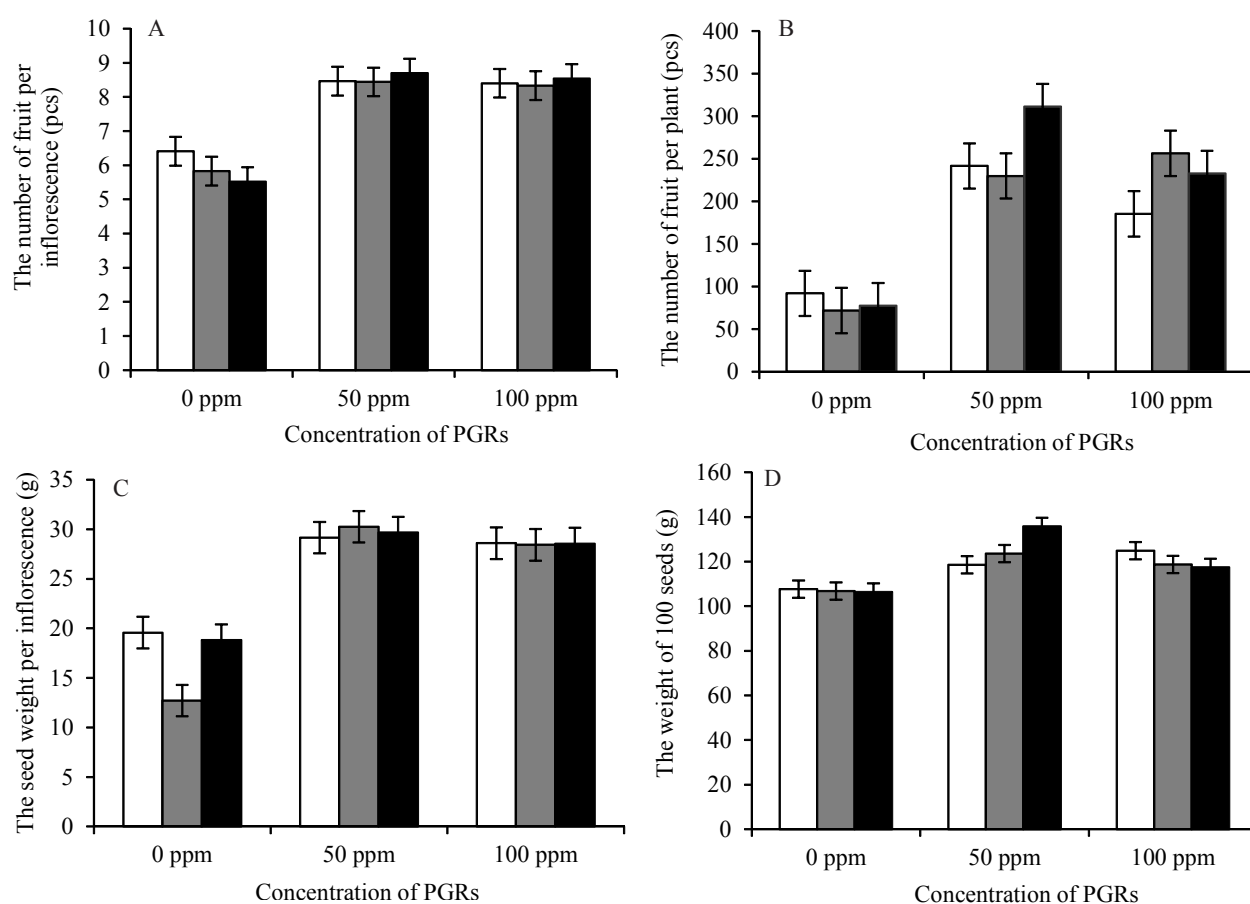 A
The number of fruit per
inflorescence (pcs)
10
9
8
7
6
5
4
3
2
1
0
0 ppm 50 ppm 100 ppm
Concentration of PGRs
B
The number of fruit per plant (pcs)
400
350
300
250
200
150
100
50
0
0 ppm 50 ppm 100 ppm
Concentration of PGRs
C
The seed weight per inflorescence (g)
35
30
25
20
15
10
5
0
0 ppm 50 ppm 100 ppm
Concentration of PGRs
D
The weight of 100 seeds (g)
160
140
120
100
80
60
40
20
0
0 ppm 50 ppm 100 ppm
Concentration of PGRs